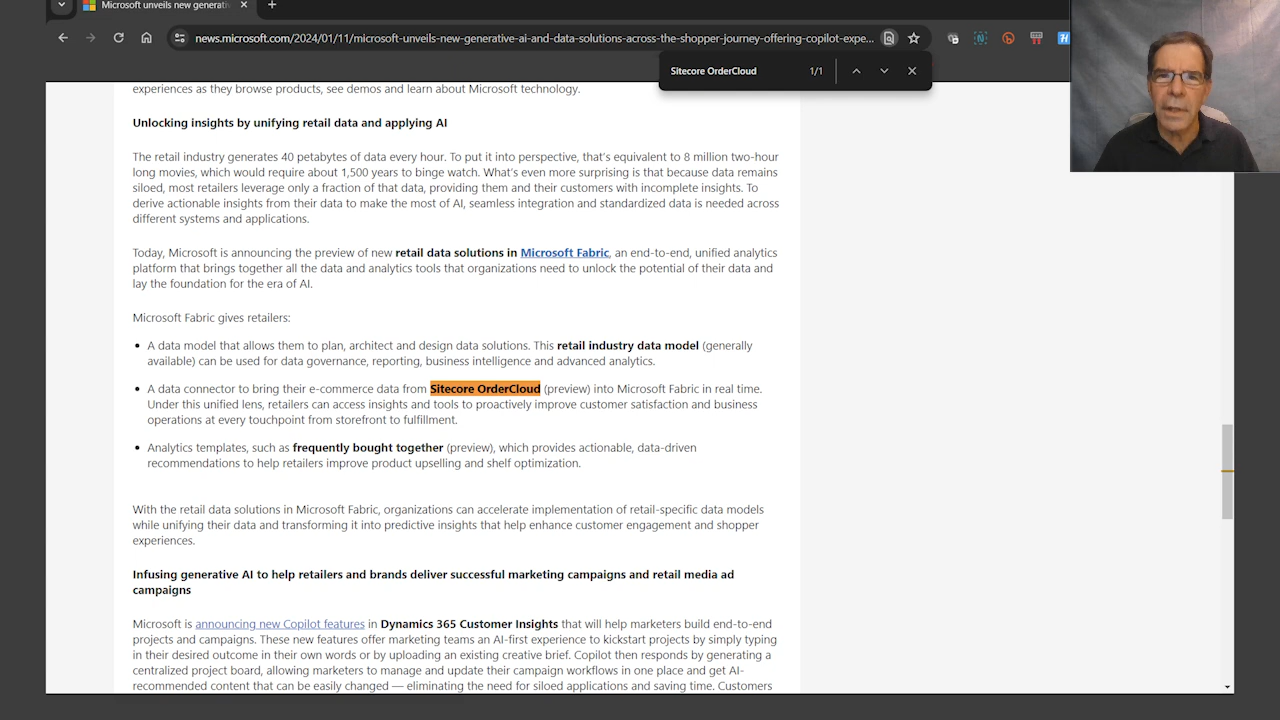 Microsoft unveils new generati
news.microsoft.com/2024/01/11/microsoft-unveils-new-generative-ai-and-data-solutions-across-the-shopper-journey-offering-copilot-expe...
Sitecore OrderCloud 1/1
experiences as they browse products, see demos and learn about Microsoft technology.
Unlocking insights by unifying retail data and applying AI
The retail industry generates 40 petabytes of data every hour. To put it into perspective, that's equivalent to 8 million two-hour
long movies, which would require about 1,500 years to binge watch. What's even more surprising is that because data remains
siloed, most retailers leverage only a fraction of that data, providing them and their customers with incomplete insights. To
derive actionable insights from their data to make the most of AI, seamless integration and standardized data is needed across
different systems and applications.
Today, Microsoft is announcing the preview of new retail data solutions in Microsoft Fabric, an end-to-end, unified analytics
platform that brings together all the data and analytics tools that organizations need to unlock the potential of their data and
lay the foundation for the era of AI.
Microsoft Fabric gives retailers:
• A data model that allows them to plan, architect and design data solutions. This retail industry data model (generally
available) can be used for data governance, reporting, business intelligence and advanced analytics.
• A data connector to bring their e-commerce data from Sitecore OrderCloud (preview) into Microsoft Fabric in real time.
Under this unified lens, retailers can access insights and tools to proactively improve customer satisfaction and business
operations at every touchpoint from storefront to fulfillment.
• Analytics templates, such as frequently bought together (preview), which provides actionable, data-driven
recommendations to help retailers improve product upselling and shelf optimization.
With the retail data solutions in Microsoft Fabric, organizations can accelerate implementation of retail-specific data models
while unifying their data and transforming it into predictive insights that help enhance customer engagement and shopper
experiences.
Infusing generative AI to help retailers and brands deliver successful marketing campaigns and retail media ad
campaigns
Microsoft is announcing new Copilot features in Dynamics 365 Customer Insights that will help marketers build end-to-end
projects and campaigns. These new features offer marketing teams an AI-first experience to kickstart projects by simply typing
in their desired outcome in their own words or by uploading an existing creative brief. Copilot then responds by generating a
centralized project board, allowing marketers to manage and update their campaign workflows in one place and get AI-
recommended content that can be easily changed — eliminating the need for siloed applications and saving time. Customers